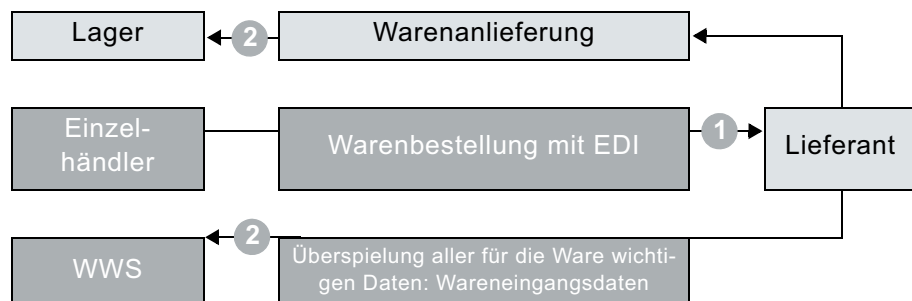 Lager
2
Warenanlieferung
Einzel-
händler
Warenbestellung mit EDI
1
Lieferant
WWS
2
Überspielung aller für die Ware wichti-
gen Daten: Wareneingangsdaten